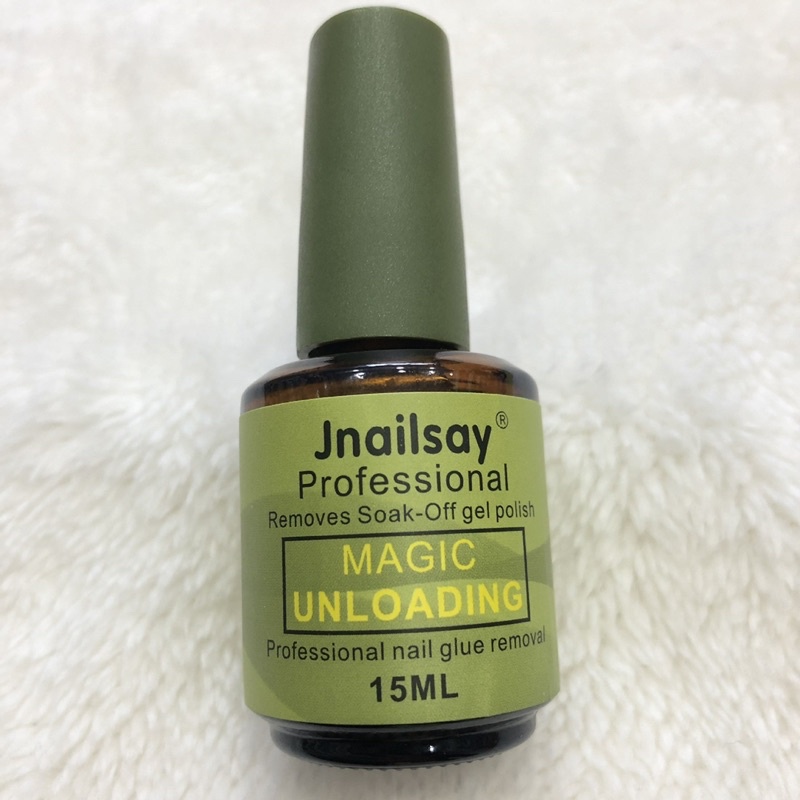 Jnailsay®
Professional
Removes Soak-Off gel polish
MAGIC
UNLOADING
Professional nail glue removal
15ML